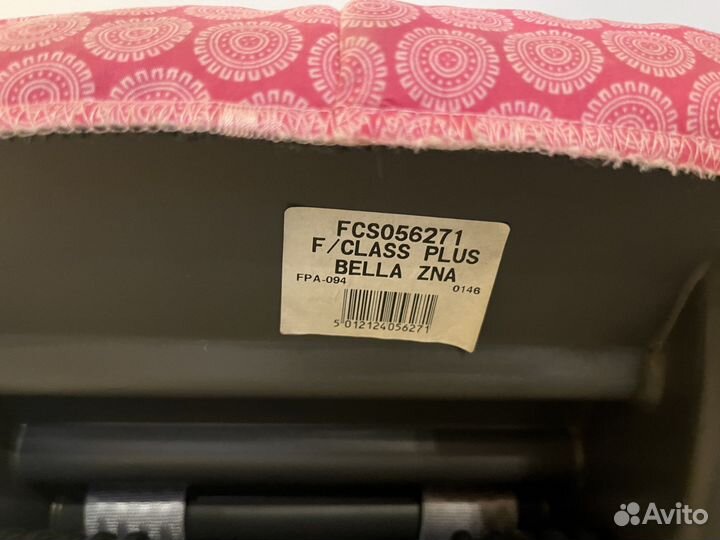 FCS056271
F/CLASS PLUS
BELLA ZNA
FPA-094 0146
5 012124 056271
Avito